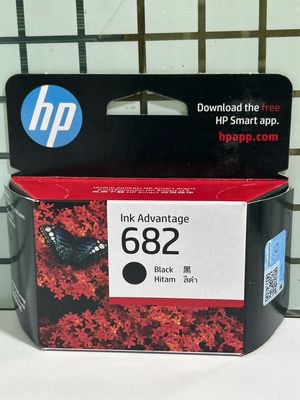 hp
Download the free
HP Smart app.
hpapp.com
Ink Advantage
682
Black 黑
Hitam สีดำ